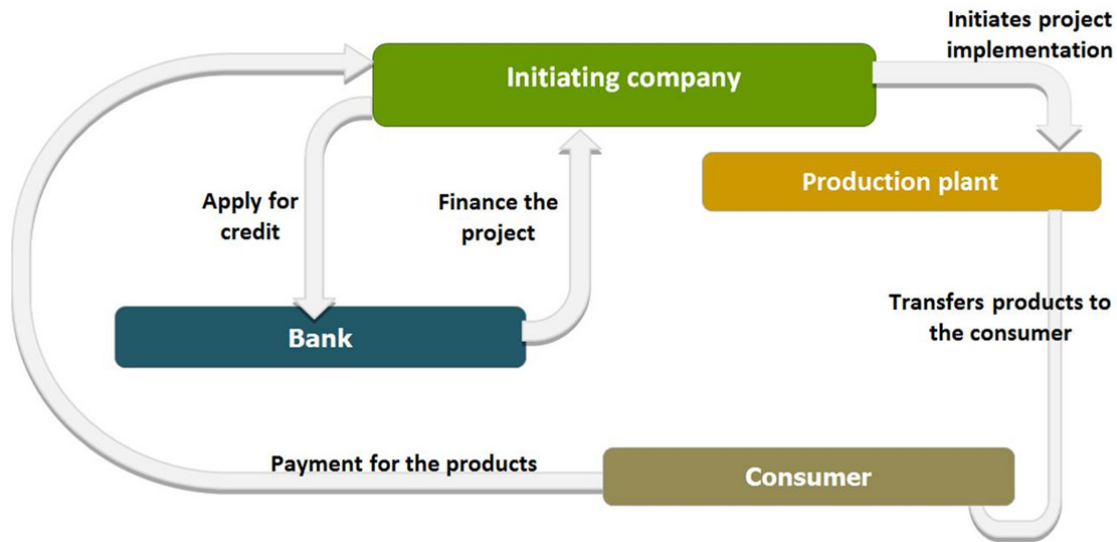 Initiates project
implementation
Initiating company
Production plant
Apply for
credit
Finance the
project
Transfers products to
the consumer
Bank
Payment for the products
Consumer